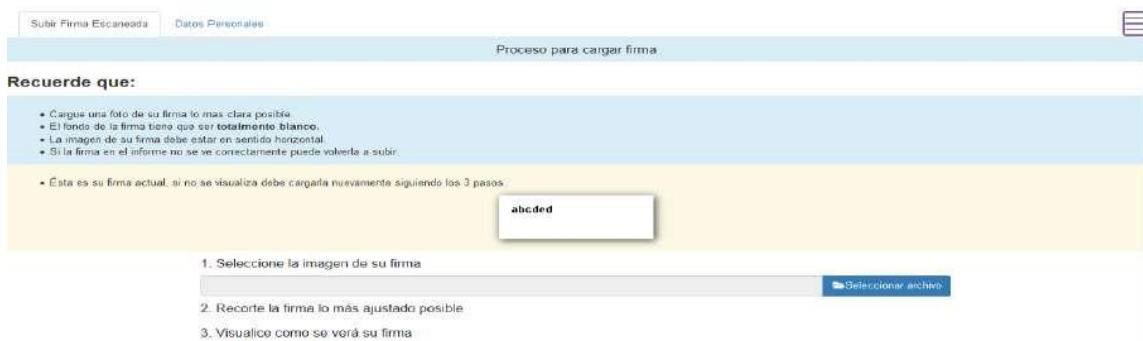 Subir Firma Escaneada
Datos Personales
Proceso para cargar firma
Recuerde que:
• Cargue una foto de su firma lo mas clara posible
• El fondo de la firma tiene que ser totalmente blanco.
• La imagen de su firma debe estar en sentido horizontal.
• Si la firma en el informe no se ve correctamente puede volverla a subir.
• Ésta es su firma actual, si no se visualiza debe cargarla nuevamente siguiendo los 3 pasos.
abcded
1. Seleccione la imagen de su firma
Seleccionar archivo
2. Recorte la firma lo más ajustado posible
3. Visualice como se verá su firma